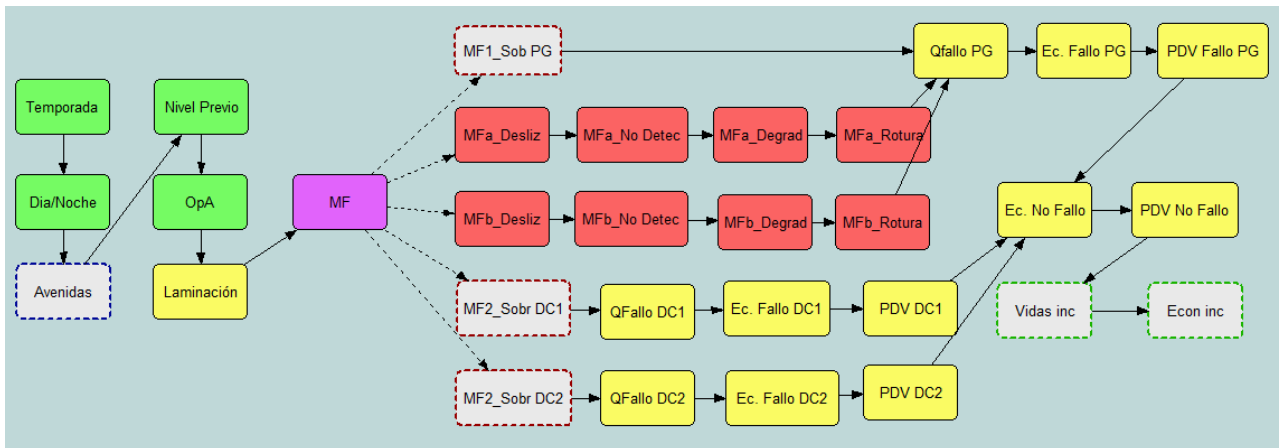 MF1_Sob PG
Qfallo PG
Ec. Fallo PG
PDV Fallo PG
Temporada
Nivel Previo
MFa_Desliz
MFa_No Detec
MFa_Degrad
MFa_Rotura
Dia/Noche
OpA
MF
MFb_Desliz
MFb_No Detec
MFb_Degrad
MFb_Rotura
Ec. No Fallo
PDV No Fallo
Avenidas
Laminación
MF2_Sobr DC1
QFallo DC1
Ec. Fallo DC1
PDV DC1
Vidas inc
Econ inc
MF2_Sobr DC2
QFallo DC2
Ec. Fallo DC2
PDV DC2